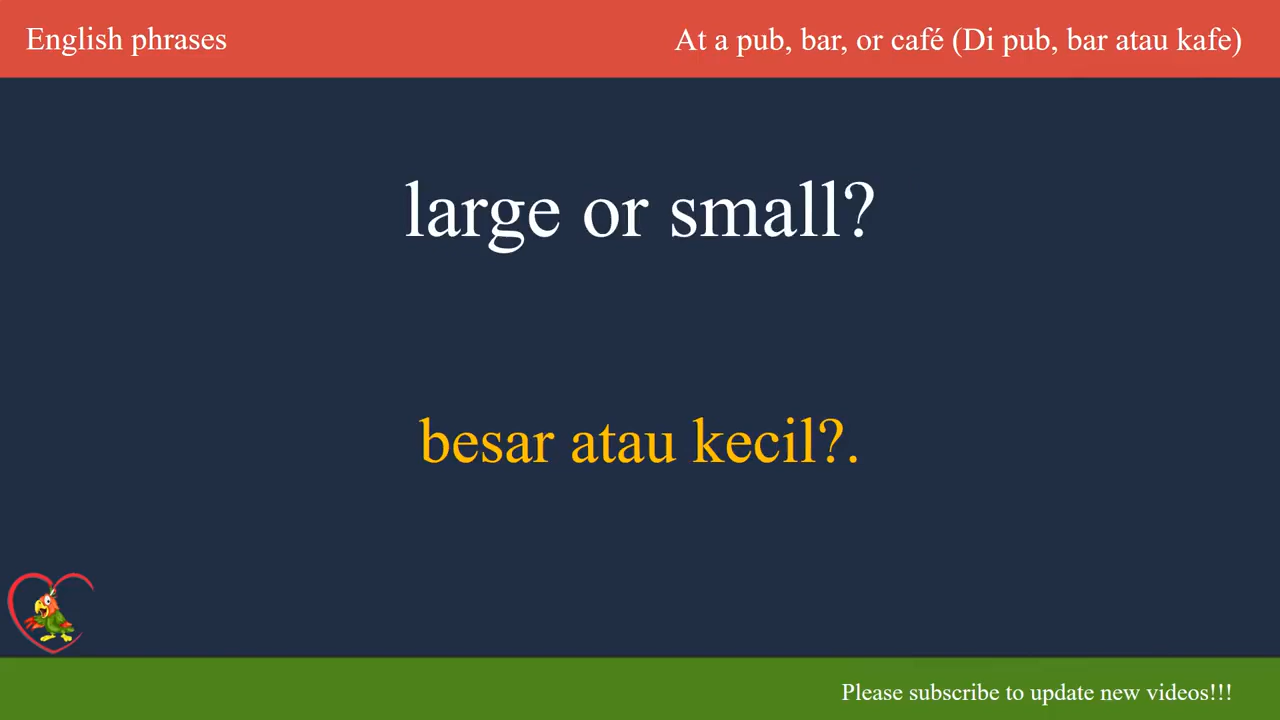 English phrases
At a pub, bar, or café (Di pub, bar atau kafe)
large or small?
besar atau kecil?.
Please subscribe to update new videos!!!